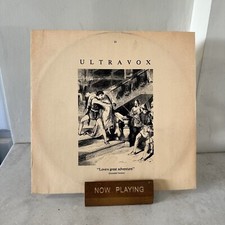 ULTRAVOX
"Love's great adventure"
NOW PLAYING